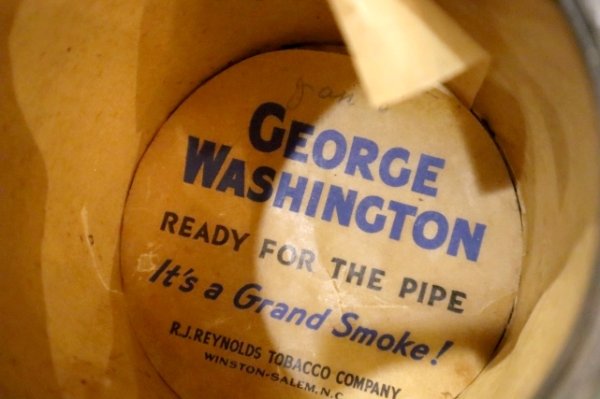 GEORGE
WASHINGTON
READY FOR THE PIPE
It's a Grand Smoke!
R.J.REYNOLDS TOBACCO COMPANY
WINSTON-SALEM, N.C.